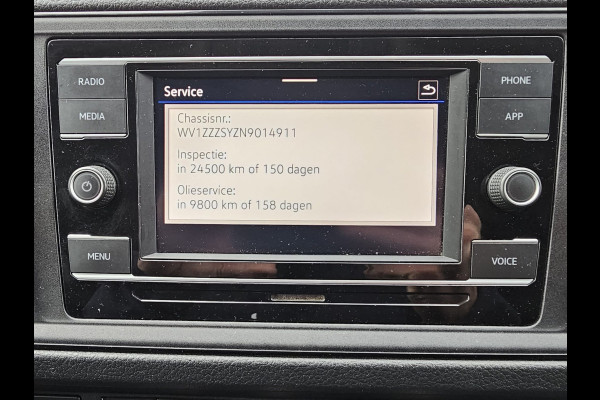 RADIO
MEDIA
MENU
Service
Chassisnr.:
WV1ZZZSYZN9014911
Inspectie:
in 24500 km of 150 dagen
Olieservice:
in 9800 km of 158 dagen
PHONE
APP
VOICE